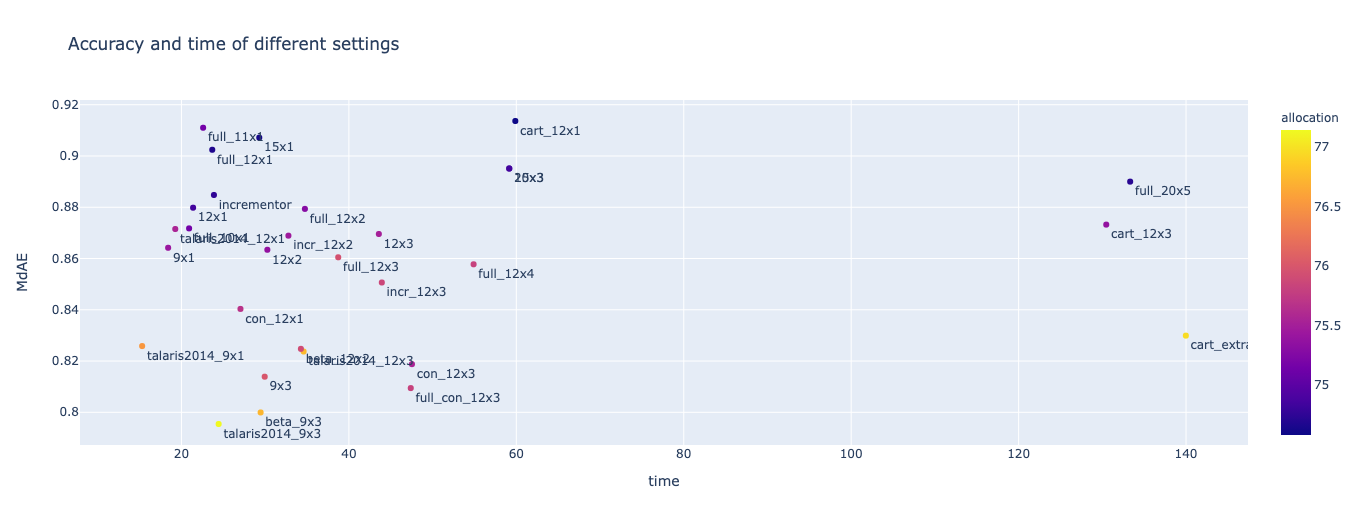 Accuracy and time of different settings
allocation
0.92
0.9
0.88
0.86
0.84
0.82
0.8
MdAE
full_11x1
15x1
full_12x1
cart_12x1
incrementor
12x1
talaris2014_12x1
9x1
full_12x2
incr_12x2
12x2
12x3
full_12x3
incr_12x3
full_12x4
full_20x5
cart_12x3
con_12x1
talaris2014_9x1
beta_12x2
talaris2014_12x3
9x3
con_12x3
full_con_12x3
beta_9x3
talaris2014_9x3
cart_extra
20
40
60
80
100
120
140
time
77
76.5
76
75.5
75